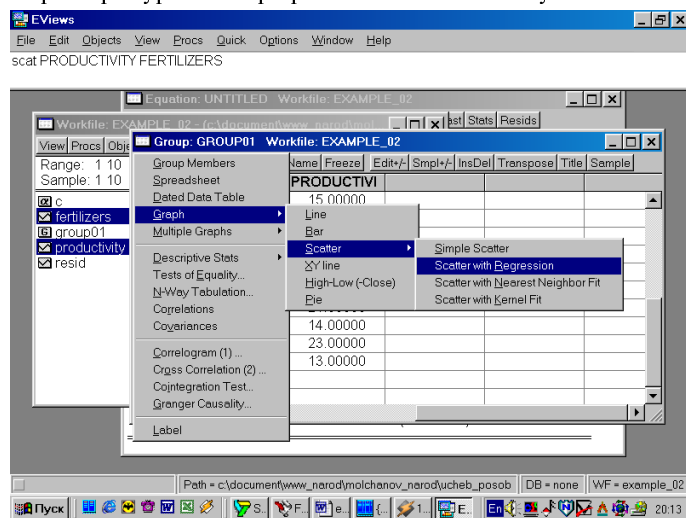 EViews
File Edit Objects View Procs Quick Options Window Help
scat PRODUCTIVITY FERTILIZERS
Equation: UNTITLED Workfile: EXAMPLE_02
Stats Resids
Workfile: EXAMPLE_02 - (c:\document\www_narod\mol
View Procs Obje
Range: 1 10
Sample: 1 10
c
fertilizers
group01
productivity
resid
Group: GROUP01 Workfile: EXAMPLE_02
Name Freeze Edit+/- Smpl+/- InsDel Transpose Title Sample
PRODUCTIVI
15.00000
14.00000
23.00000
13.00000
Group Members
Spreadsheet
Dated Data Table
Graph
Multiple Graphs
Descriptive Stats
Tests of Equality...
N-Way Tabulation...
Correlations
Covariances
Correlogram (1) ...
Cross Correlation (2) ...
Cointegration Test...
Granger Causality...
Label
Line
Bar
Scatter
XY line
High-Low (-Close)
Pie
Simple Scatter
Scatter with Regression
Scatter with Nearest Neighbor Fit
Scatter with Kernel Fit
Path = c:\document\www_narod\molchanov_narod\ucheb_posob DB = none WF = example_02
Пуск S.. F.. e... {... 1... E.. En 20:13